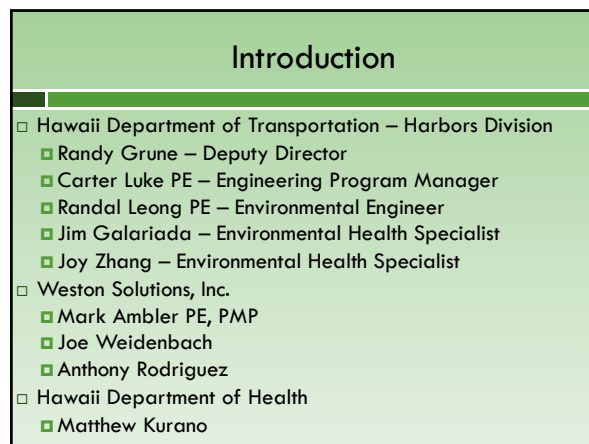 Introduction
Hawaii Department of Transportation – Harbors Division
Randy Grune – Deputy Director
Carter Luke PE – Engineering Program Manager
Randal Leong PE – Environmental Engineer
Jim Galariada – Environmental Health Specialist
Joy Zhang – Environmental Health Specialist
Weston Solutions, Inc.
Mark Ambler PE, PMP
Joe Weidenbach
Anthony Rodriguez
Hawaii Department of Health
Matthew Kurano